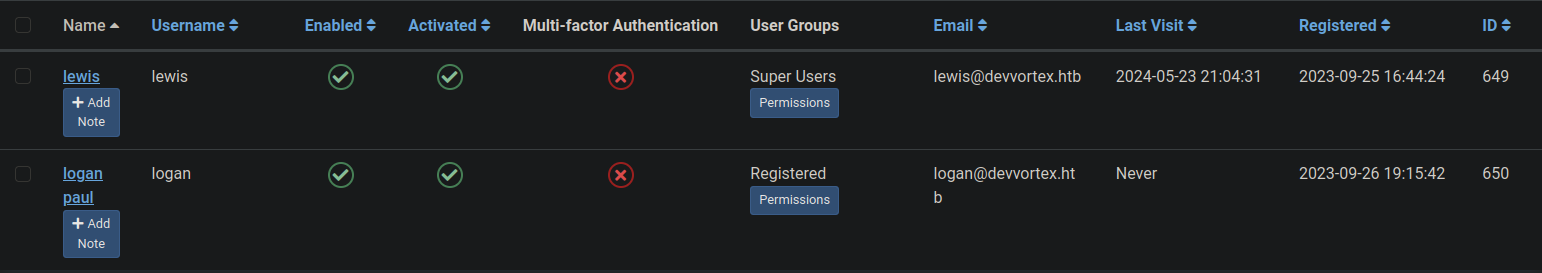 Name Username Enabled Activated Multi-factor Authentication User Groups Email Last Visit Registered ID
lewis lewis Super Users lewis@devvortex.htb 2024-05-23 21:04:31 2023-09-25 16:44:24 649
+ Add Permissions
Note
logan logan Registered logan@devvortex.ht Never 2023-09-26 19:15:42 650
paul Permissions b
+ Add
Note